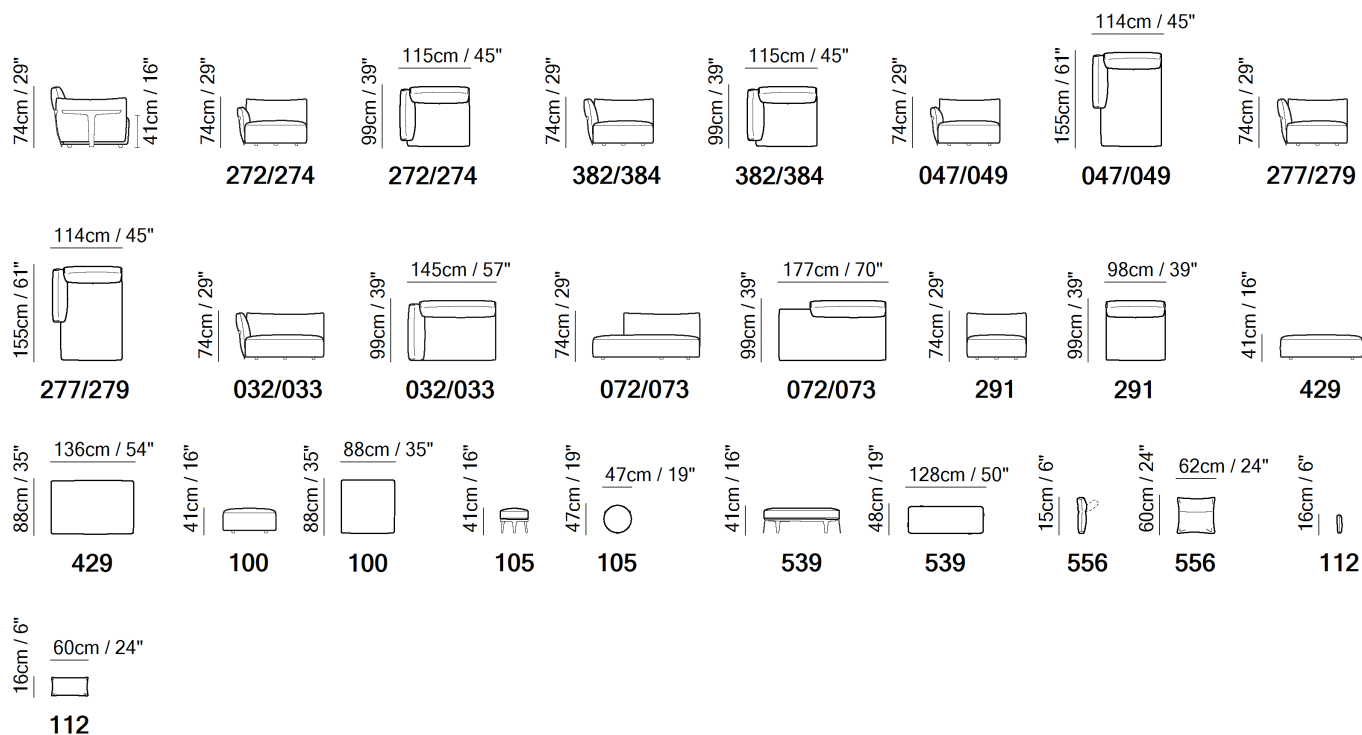 74cm / 29"
41cm / 16"
74cm / 29"
272/274
115cm / 45"
99cm / 39"
272/274
74cm / 29"
382/384
115cm / 45"
99cm / 39"
382/384
74cm / 29"
047/049
114cm / 45"
155cm / 61"
047/049
74cm / 29"
277/279
114cm / 45"
155cm / 61"
277/279
74cm / 29"
032/033
145cm / 57"
99cm / 39"
032/033
74cm / 29"
072/073
177cm / 70"
99cm / 39"
072/073
74cm / 29"
291
98cm / 39"
99cm / 39"
291
41cm / 16"
429
136cm / 54"
88cm / 35"
429
41cm / 16"
100
88cm / 35"
88cm / 35"
100
41cm / 16"
105
47cm / 19"
47cm / 19"
105
41cm / 16"
539
128cm / 50"
48cm / 19"
539
15cm / 6"
556
62cm / 24"
60cm / 24"
556
16cm / 6"
112
60cm / 24"
16cm / 6"
112